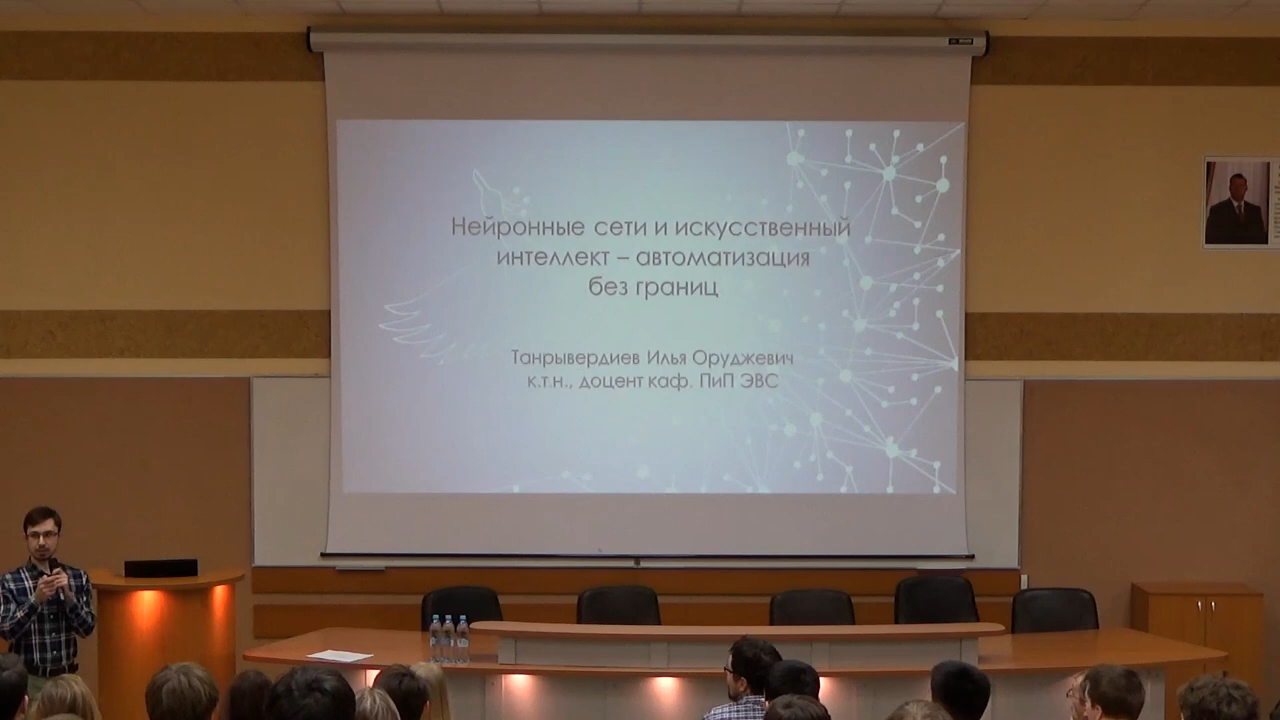 Нейронные сети и искусственный
интеллект – автоматизация
без границ
Танрывердиев Илья Оруджевич
к.т.н., доцент каф. ПиП ЭВС